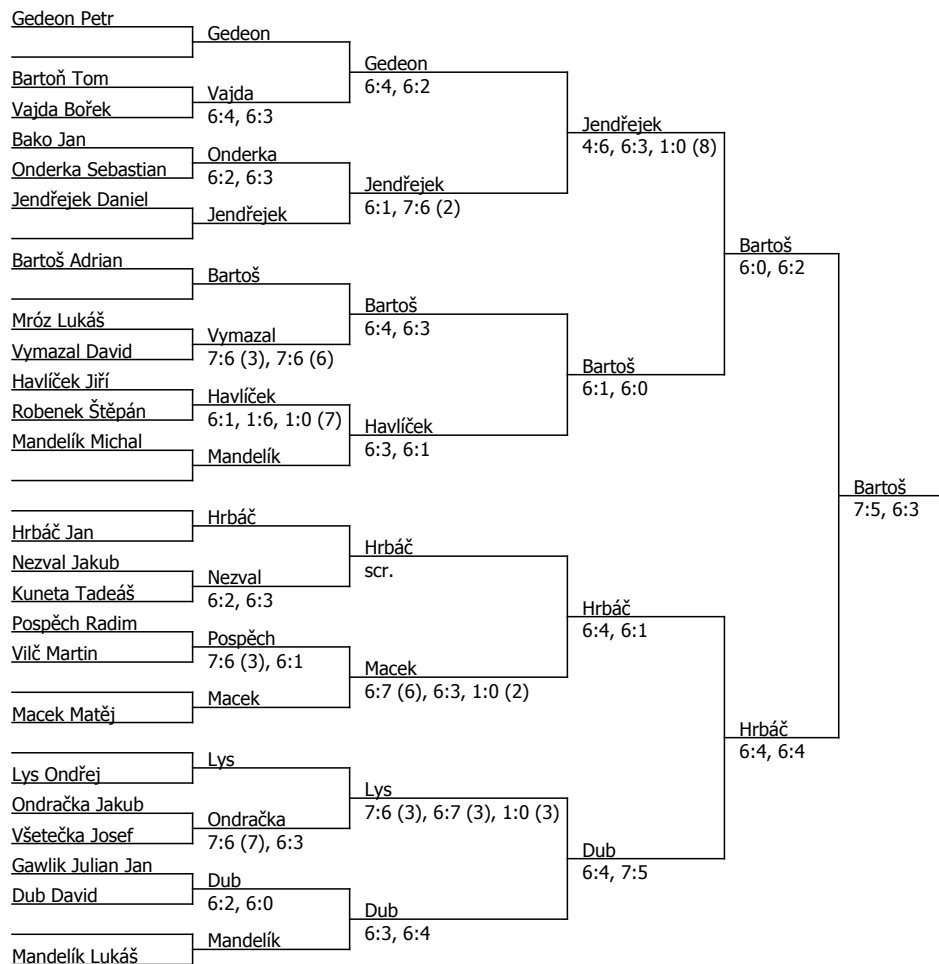 Gedeon Petr
Bartoň Tom
Vajda Bořek
Bako Jan
Onderka Sebastian
Jendřejek Daniel
Bartoš Adrian
Mróz Lukáš
Vymazal David
Havlíček Jiří
Robenek Štěpán
Mandelík Michal
Hrbáč Jan
Nezval Jakub
Kuneta Tadeáš
Pospěch Radim
Vilč Martin
Macek Matěj
Lys Ondřej
Ondračka Jakub
Všetečka Josef
Gawlik Julian Jan
Dub David
Mandelík Lukáš
Gedeon
Vajda
6:4, 6:3
Onderka
6:2, 6:3
Jendřejek
Bartoš
Vymazal
7:6 (3), 7:6 (6)
Havlíček
6:1, 1:6, 1:0 (7)
Mandelík
Hrbáč
Nezval
6:2, 6:3
Pospěch
7:6 (3), 6:1
Macek
Lys
Ondračka
7:6 (7), 6:3
Dub
6:2, 6:0
Mandelík
Gedeon
6:4, 6:2
Jendřejek
6:1, 7:6 (2)
Bartoš
6:4, 6:3
Havlíček
6:3, 6:1
Hrbáč
scr.
Macek
6:7 (6), 6:3, 1:0 (2)
Lys
7:6 (3), 6:7 (3), 1:0 (3)
Dub
6:3, 6:4
Jendřejek
4:6, 6:3, 1:0 (8)
Bartoš
6:1, 6:0
Hrbáč
6:4, 6:1
Dub
6:4, 7:5
Bartoš
6:0, 6:2
Hrbáč
6:4, 6:4
Bartoš
7:5, 6:3